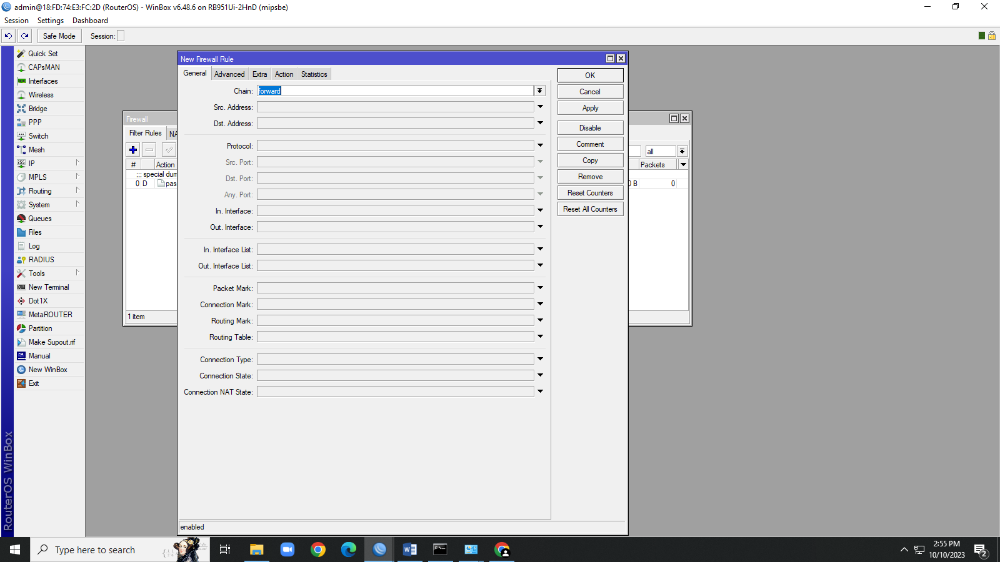 admin@18:FD:74:E3:FC:2D (RouterOS) - WinBox v6.48.6 on RB951Ui-2HnD (mipsbe)
Session Settings Dashboard
Safe Mode Session:
Quick Set
CAPsMAN
Interfaces
Wireless
Bridge
PPP
Switch
Mesh
IP
MPLS
Routing
System
Queues
Files
Log
RADIUS
Tools
New Terminal
Dot1X
MetaROUTER
Partition
Make Supout.rif
Manual
New WinBox
Exit
RouterOS WinBox
Firewall
Filter Rules NA
all
# Action Packets
;;; special dum
0 D pas 0 B 0
1 item
New Firewall Rule
General Advanced Extra Action Statistics
Chain: forward
Src. Address:
Dst. Address:
Protocol:
Src. Port:
Dst. Port:
Any. Port:
In. Interface:
Out. Interface:
In. Interface List:
Out. Interface List:
Packet Mark:
Connection Mark:
Routing Mark:
Routing Table:
Connection Type:
Connection State:
Connection NAT State:
OK
Cancel
Apply
Disable
Comment
Copy
Remove
Reset Counters
Reset All Counters
enabled
Type here to search
2:55 PM
10/10/2023
2